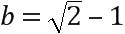 b = √2 − 1